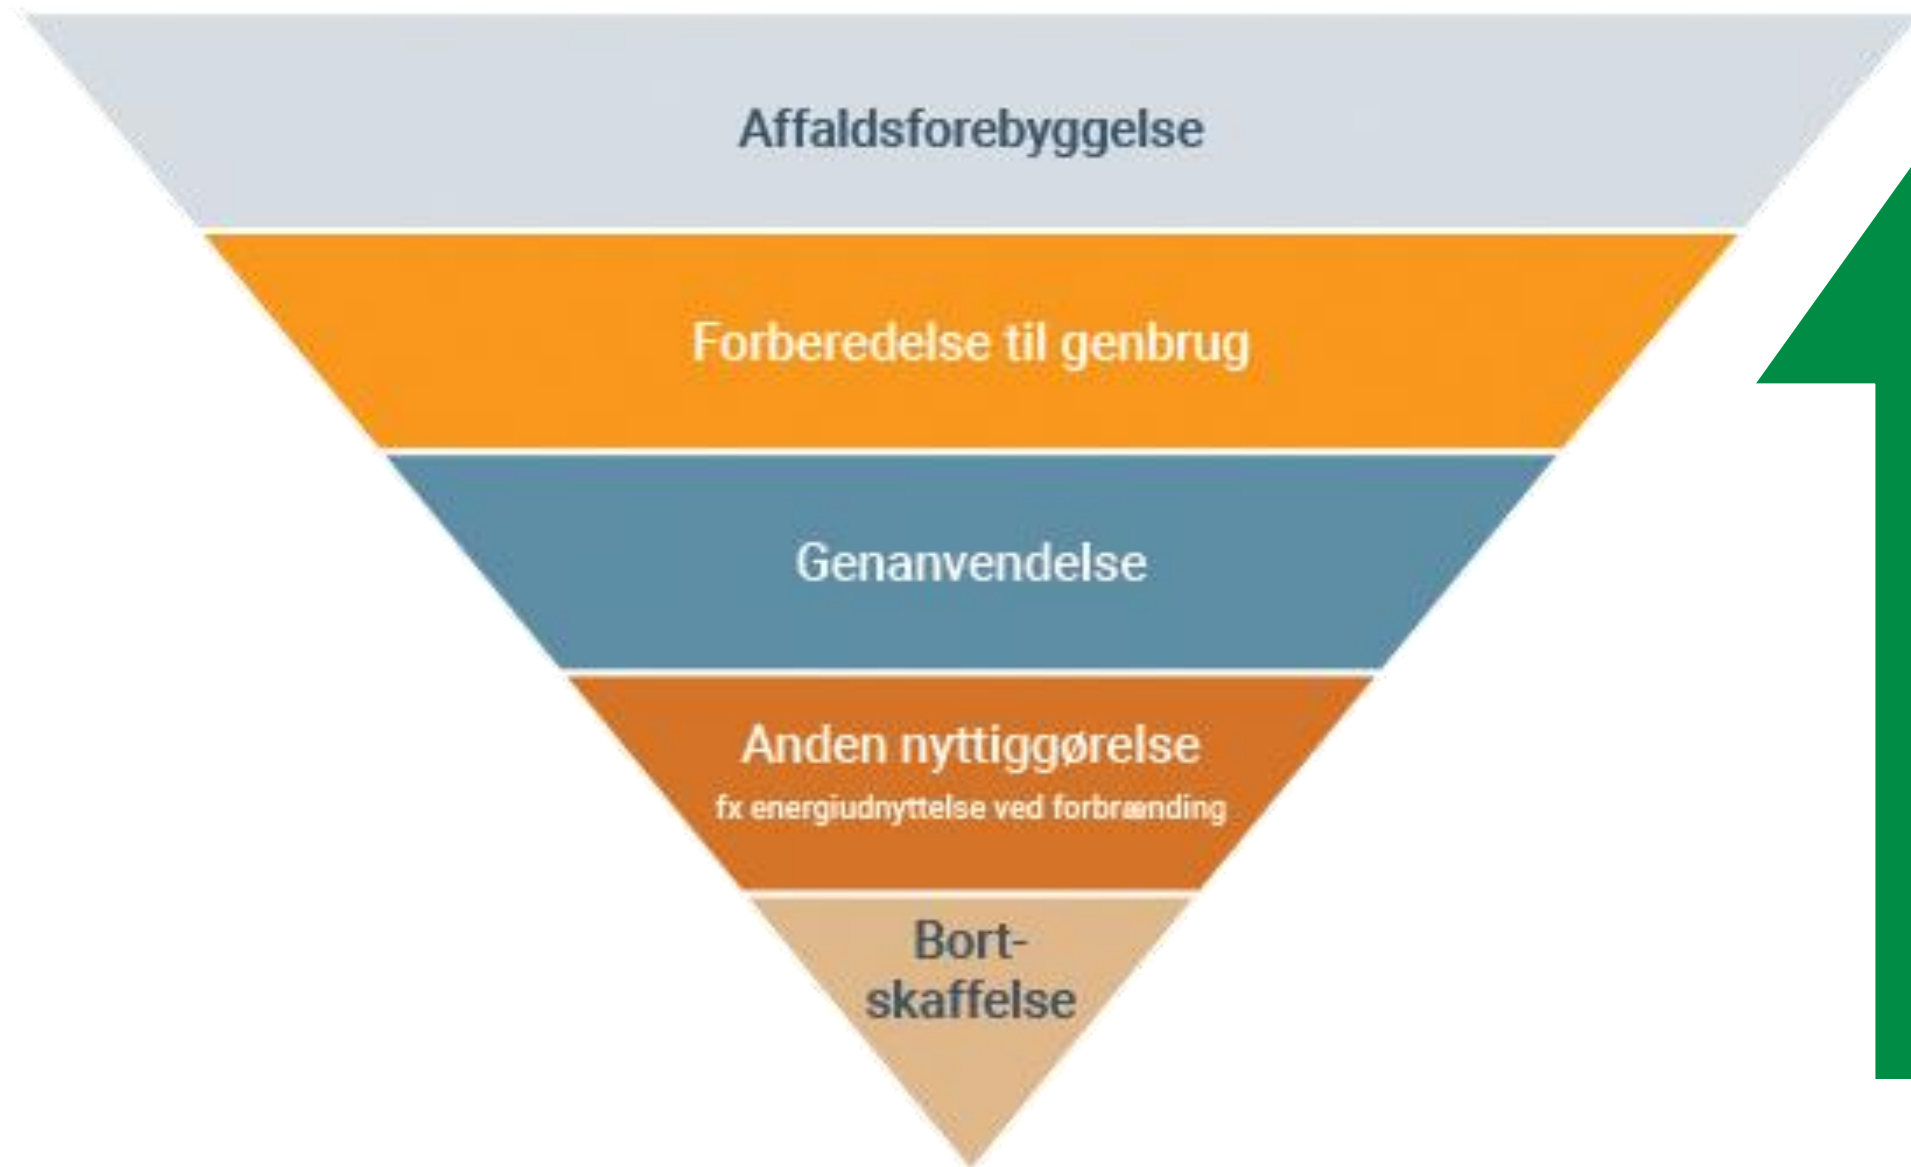 Affaldsforebyggelse
Forberedelse til genbrug
Genanvendelse
Anden nyttiggørelse
fx energiudnyttelse ved forbrænding
Bort-
skaffelse